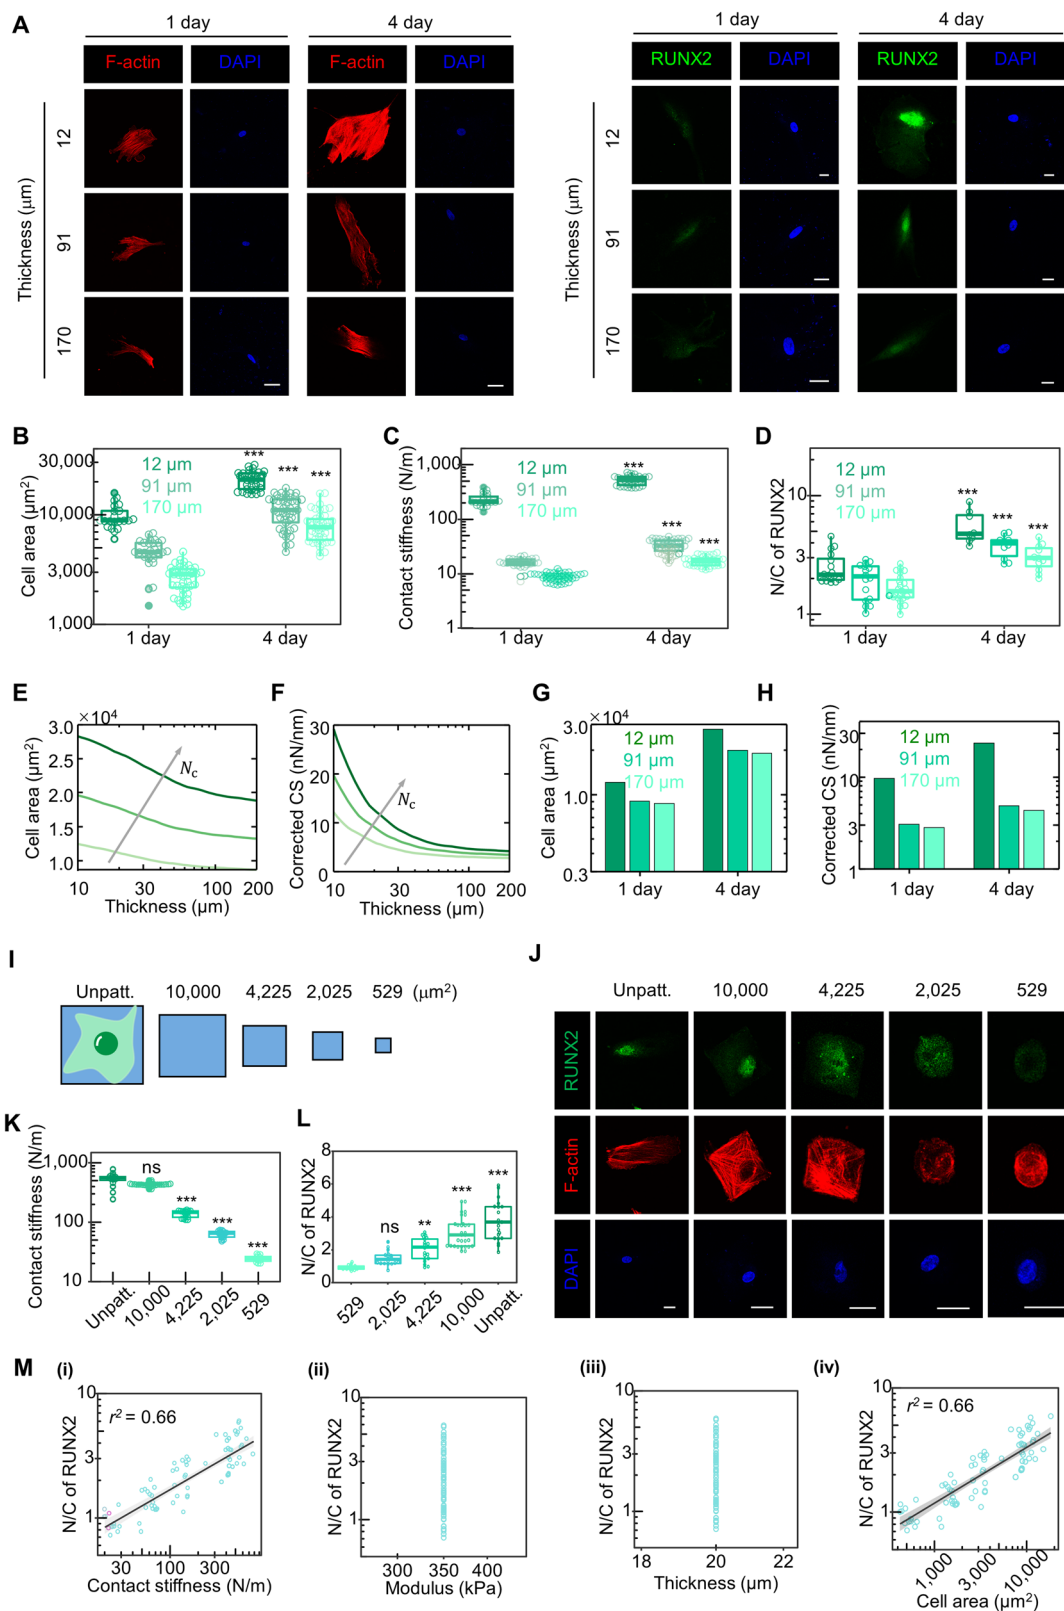 A
1 day
4 day
1 day
4 day
F-actin
DAPI
F-actin
DAPI
RUNX2
DAPI
RUNX2
DAPI
Thickness (μm)
12
91
170
Thickness (μm)
12
91
170
B
Cell area (μm²)
30,000
10,000
3,000
1,000
12 μm
91 μm
170 μm
***
***
***
1 day
4 day
C
Contact stiffness (N/m)
1,000
100
10
1
12 μm
91 μm
170 μm
***
***
***
1 day
4 day
D
N/C of RUNX2
10
3
1
12 μm
91 μm
170 μm
***
***
***
1 day
4 day
E
×10⁴
Cell area (μm²)
3.0
2.5
2.0
1.5
1.0
Nc
10
30
100
200
Thickness (μm)
F
Corrected CS (nN/nm)
30
20
10
0
Nc
10
30
100
200
Thickness (μm)
G
×10⁴
Cell area (μm²)
3.0
1.0
0.3
12 μm
91 μm
170 μm
1 day
4 day
H
Corrected CS (nN/nm)
10
3
1
12 μm
91 μm
170 μm
1 day
4 day
I
Unpatt.
10,000
4,225
2,025
529
(μm²)
J
Unpatt.
10,000
4,225
2,025
529
RUNX2
F-actin
DAPI
K
Contact stiffness (N/m)
1,000
100
10
ns
***
***
***
Unpatt.
10,000
4,225
2,025
529
L
N/C of RUNX2
8
6
4
2
0
ns
**
***
***
529
2,025
4,225
10,000
Unpatt.
M
(i)
N/C of RUNX2
10
3
1
r² = 0.66
30
100
300
Contact stiffness (N/m)
(ii)
N/C of RUNX2
10
3
1
300
350
400
Modulus (kPa)
(iii)
N/C of RUNX2
10
3
1
18
20
22
Thickness (μm)
(iv)
N/C of RUNX2
10
3
1
r² = 0.66
1,000
3,000
10,000
Cell area (μm²)